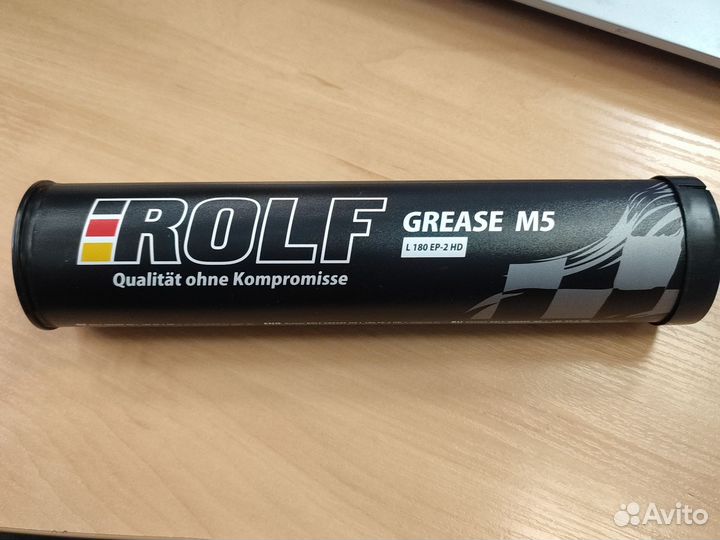 ROLF
Qualität ohne Kompromisse
GREASE M5
L 180 EP-2 HD
Avito